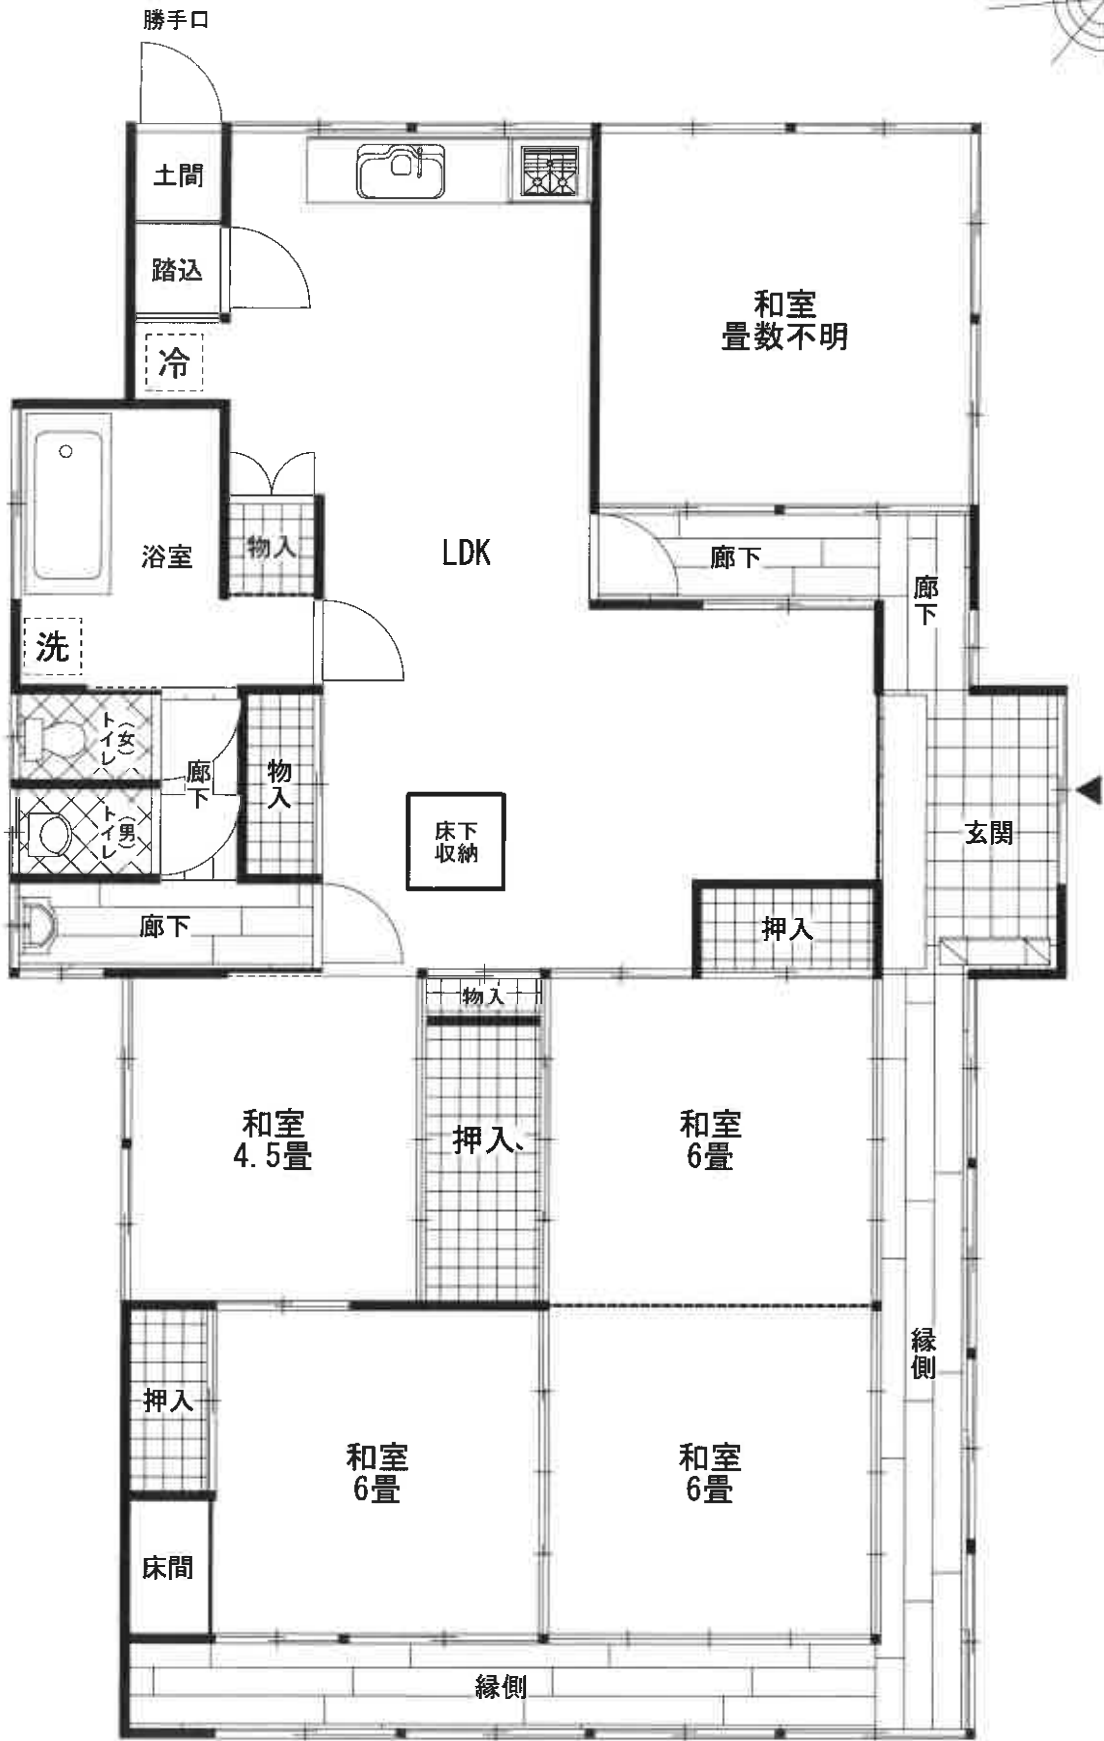 勝手口
土間
踏込
冷
和室
畳数不明
浴室
物入
LDK
廊下
廊下
洗
トイレ
(女)
廊下
物入
トイレ
(男)
床下
収納
玄関
廊下
押入
物入
和室
4.5畳
押入
和室
6畳
縁側
押入
和室
6畳
和室
6畳
床間
縁側